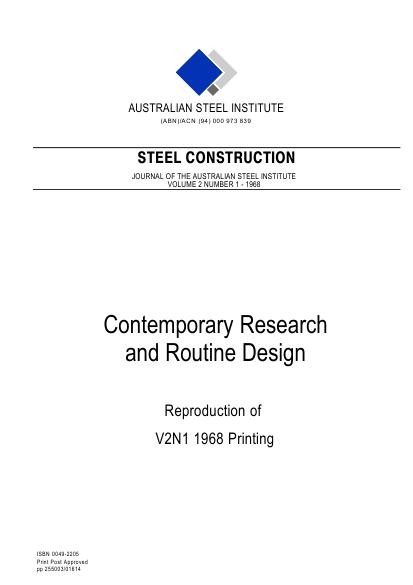 AUSTRALIAN STEEL INSTITUTE
(ABN)/ACN (94) 000 973 839
STEEL CONSTRUCTION
JOURNAL OF THE AUSTRALIAN STEEL INSTITUTE
VOLUME 2 NUMBER 1 - 1968
Contemporary Research
and Routine Design
Reproduction of
V2N1 1968 Printing
ISBN 0049-2205
Print Post Approved
pp 255003/01614